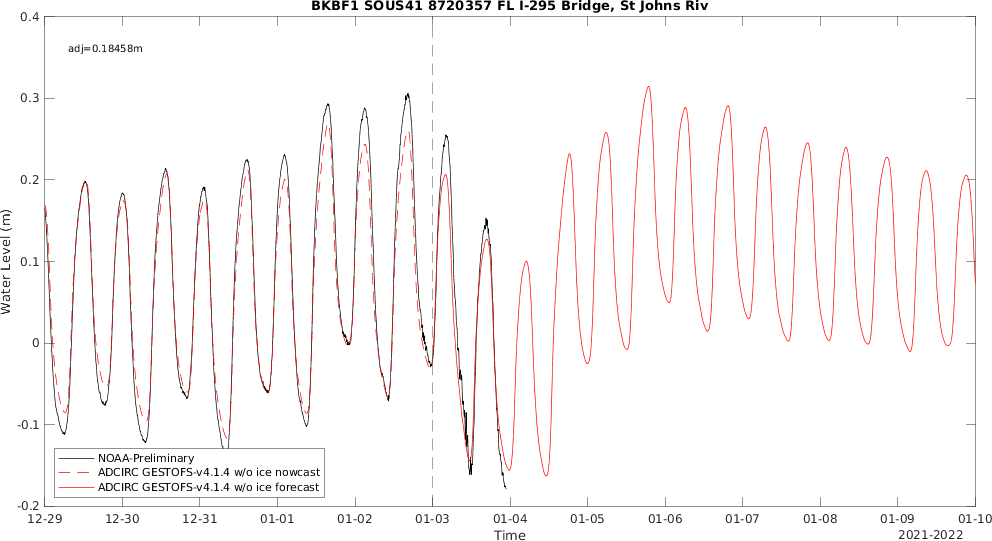 BKBF1 SOUS41 8720357 FL I-295 Bridge, St Johns Riv
adj=0.18458m
Water Level (m)
0.4
0.3
0.2
0.1
0
-0.1
-0.2
NOAA-Preliminary
ADCIRC GESTOFS-v4.1.4 w/o ice nowcast
ADCIRC GESTOFS-v4.1.4 w/o ice forecast
12-29 12-30 12-31 01-01 01-02 01-03 01-04 01-05 01-06 01-07 01-08 01-09 01-10
Time
2021-2022